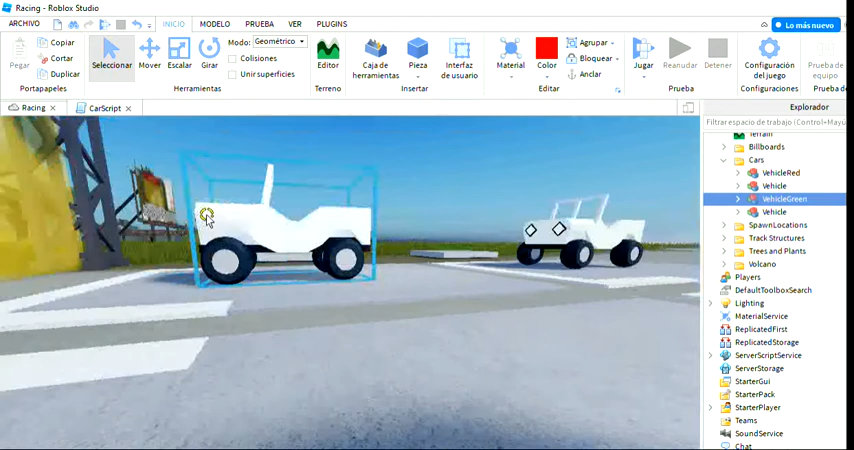 Racing - Roblox Studio
ARCHIVO
INICIO
MODELO
PRUEBA
VER
PLUGINS
Lo más nuevo
Pegar
Copiar
Cortar
Duplicar
Portapapeles
Seleccionar
Mover
Escalar
Girar
Modo: Geométrico
Colisiones
Unir superficies
Herramientas
Editor
Terreno
Caja de
herramientas
Pieza
Interfaz
de usuario
Insertar
Material
Color
Agrupar
Bloquear
Anclar
Editar
Jugar
Reanudar
Detener
Prueba
Configuración
del juego
Configuraciones
Prueba de
equipo
Prueba de
Racing
CarScript
Explorador
Filtrar espacio de trabajo (Control+Mayú
Terrain
Billboards
Cars
VehicleRed
Vehicle
VehicleGreen
Vehicle
SpawnLocations
Track Structures
Trees and Plants
Volcano
Players
DefaultToolboxSearch
Lighting
MaterialService
ReplicatedFirst
ReplicatedStorage
ServerScriptService
ServerStorage
StarterGui
StarterPack
StarterPlayer
Teams
SoundService
Chat